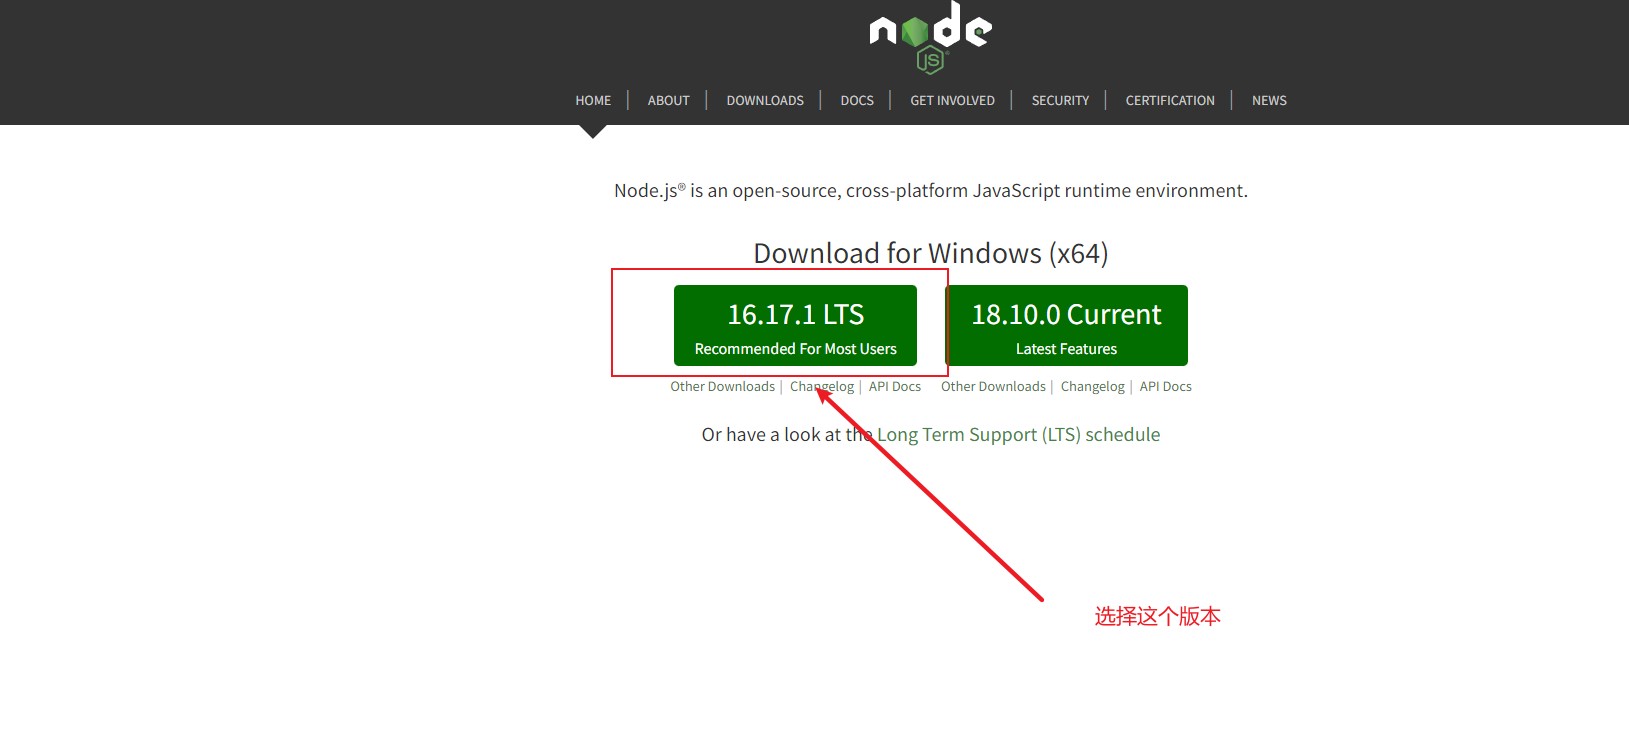 node
JS
HOME | ABOUT | DOWNLOADS | DOCS | GET INVOLVED | SECURITY | CERTIFICATION | NEWS
Node.js® is an open-source, cross-platform JavaScript runtime environment.
Download for Windows (x64)
16.17.1 LTS
Recommended For Most Users
18.10.0 Current
Latest Features
Other Downloads | Changelog | API Docs
Other Downloads | Changelog | API Docs
Or have a look at the Long Term Support (LTS) schedule
选择这个版本